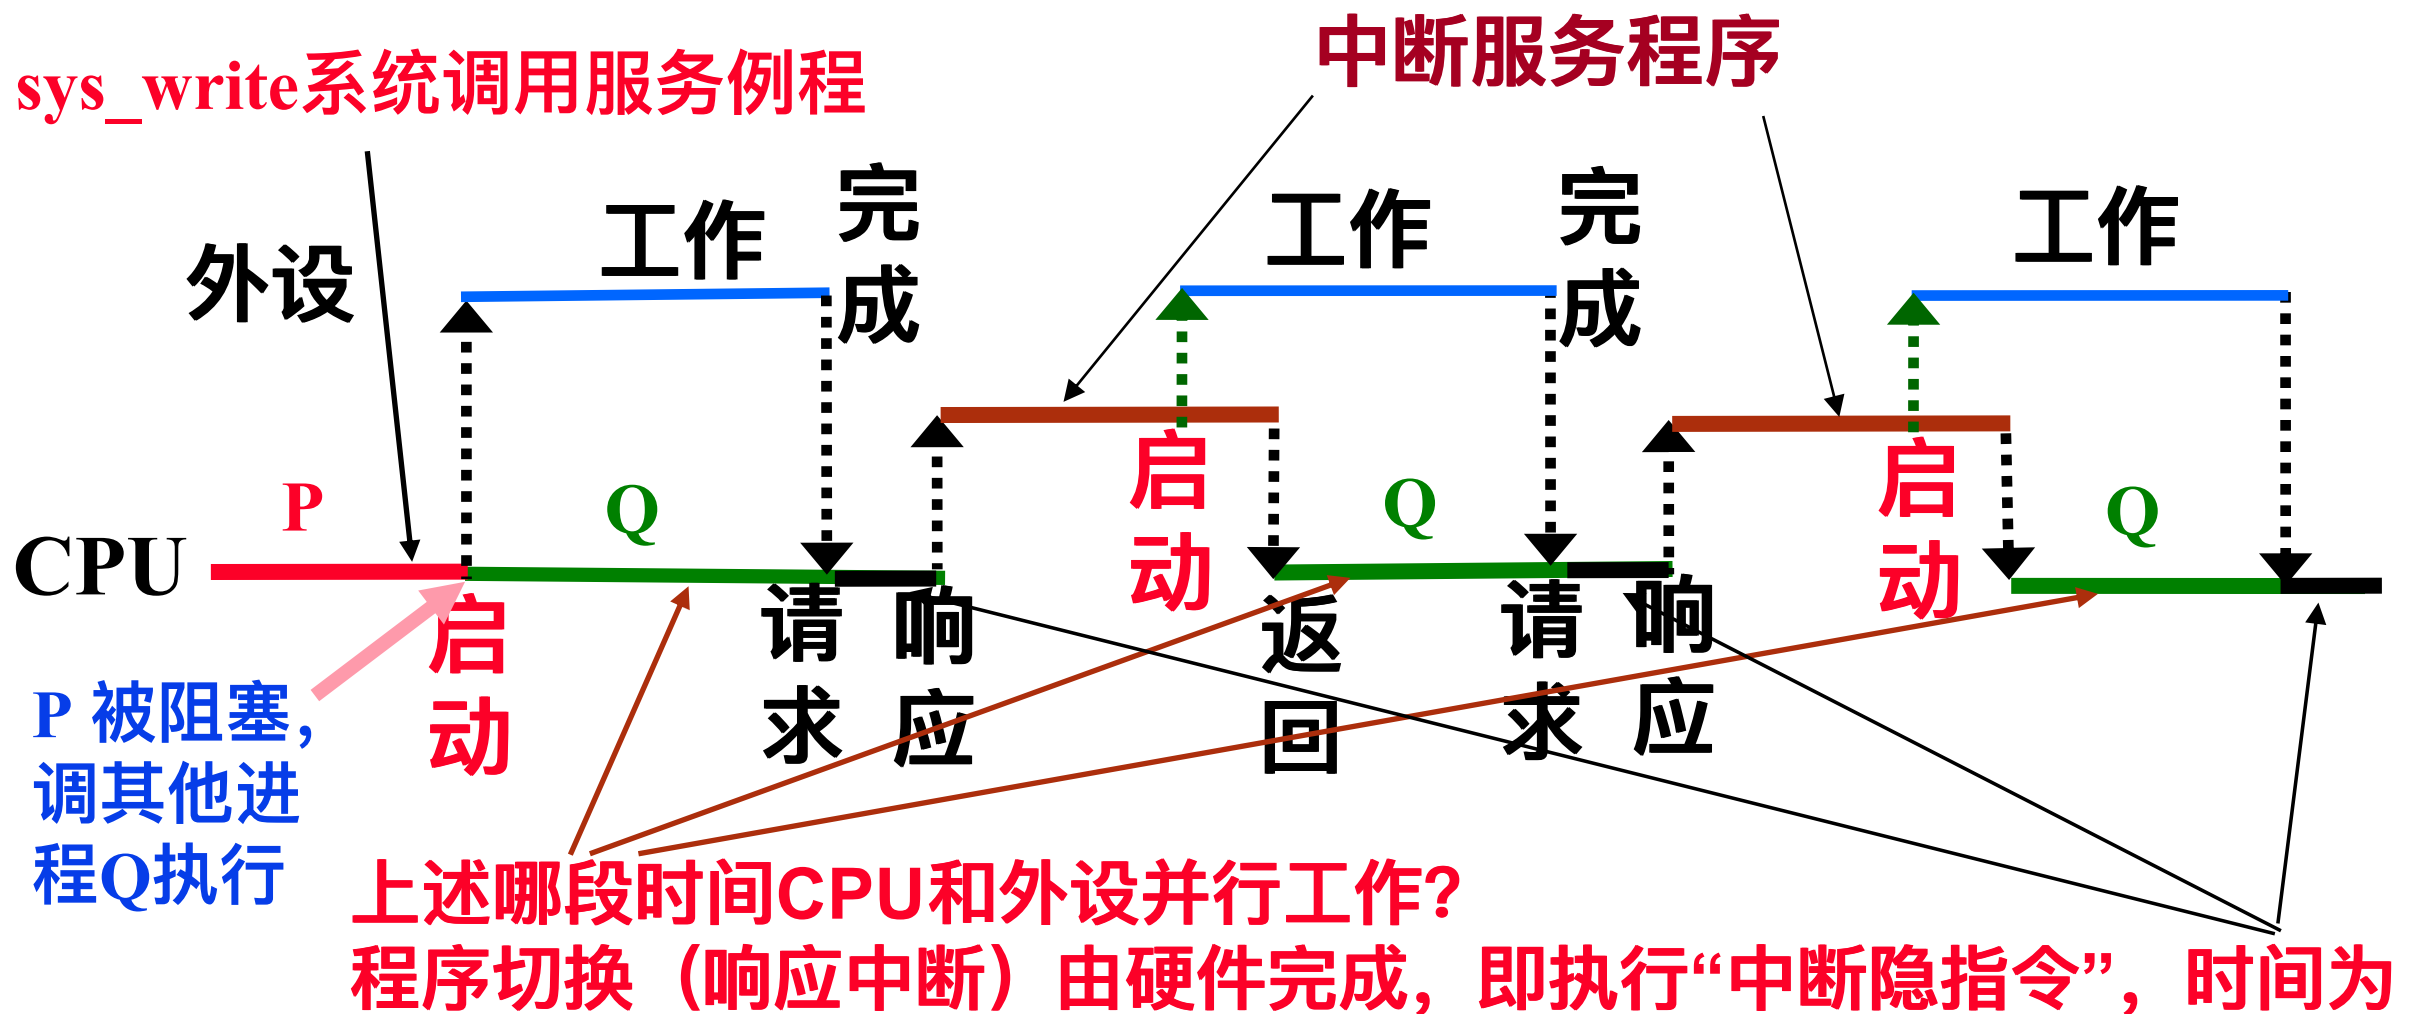 中断服务程序
sys_write系统调用服务例程
外设
工作
完成
工作
完成
工作
P
Q
启动
Q
启动
Q
CPU
启动
请求
响应
返回
请求
响应
P 被阻塞，
调其他进
程Q执行
上述哪段时间CPU和外设并行工作？
程序切换（响应中断）由硬件完成，即执行“中断隐指令”，时间为